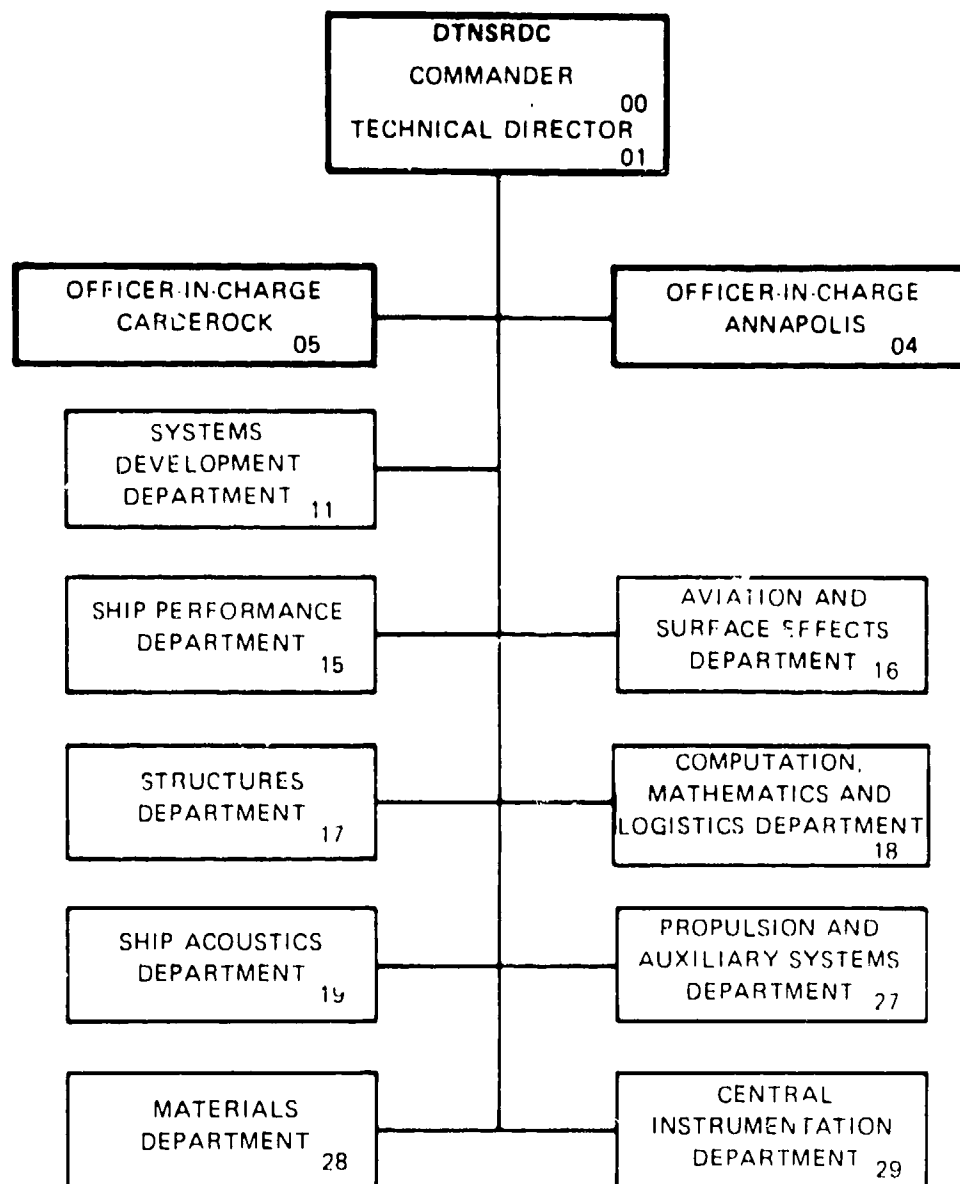 DTNSRDC
COMMANDER
00
TECHNICAL DIRECTOR
01
OFFICER-IN-CHARGE
CARDEROCK
05
OFFICER-IN-CHARGE
ANNAPOLIS
04
SYSTEMS
DEVELOPMENT
DEPARTMENT
11
SHIP PERFORMANCE
DEPARTMENT
15
AVIATION AND
SURFACE EFFECTS
DEPARTMENT 16
STRUCTURES
DEPARTMENT
17
COMPUTATION,
MATHEMATICS AND
LOGISTICS DEPARTMENT
18
SHIP ACOUSTICS
DEPARTMENT
19
PROPULSION AND
AUXILIARY SYSTEMS
DEPARTMENT 27
MATERIALS
DEPARTMENT
28
CENTRAL
INSTRUMENTATION
DEPARTMENT 29